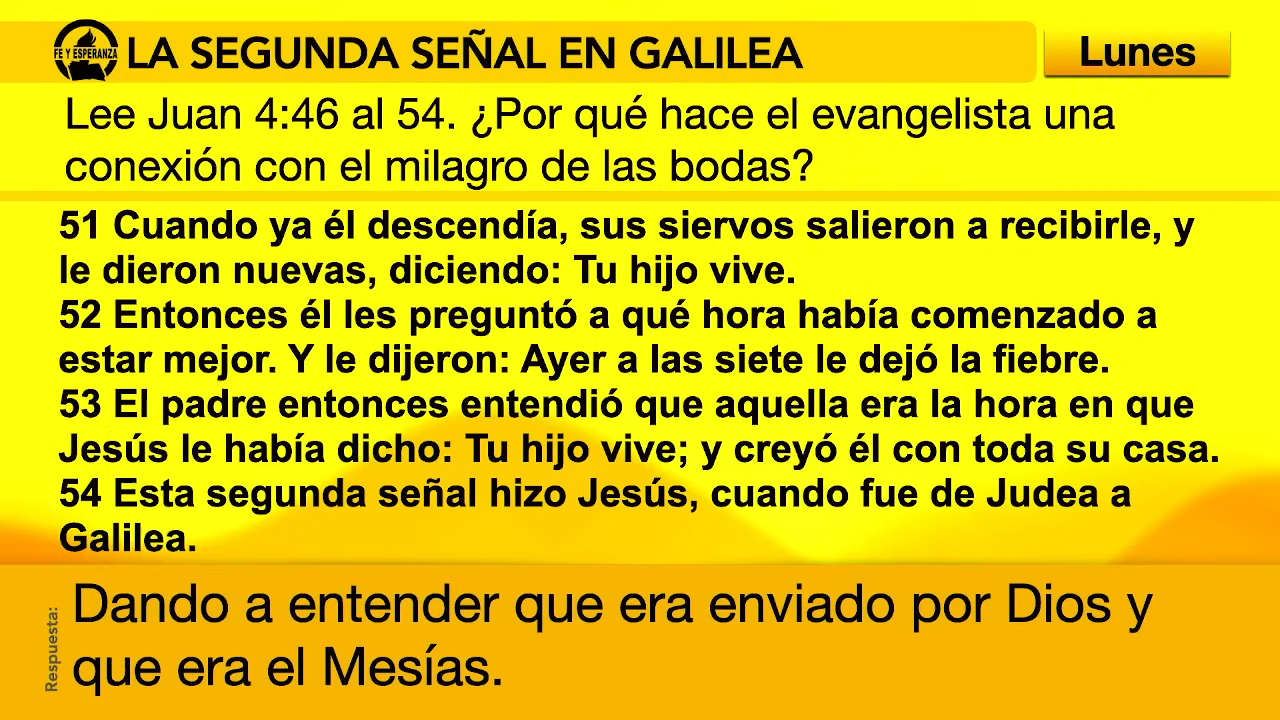 FE Y ESPERANZA
LA SEGUNDA SEÑAL EN GALILEA
Lunes
Lee Juan 4:46 al 54. ¿Por qué hace el evangelista una
conexión con el milagro de las bodas?
51 Cuando ya él descendía, sus siervos salieron a recibirle, y
le dieron nuevas, diciendo: Tu hijo vive.
52 Entonces él les preguntó a qué hora había comenzado a
estar mejor. Y le dijeron: Ayer a las siete le dejó la fiebre.
53 El padre entonces entendió que aquella era la hora en que
Jesús le había dicho: Tu hijo vive; y creyó él con toda su casa.
54 Esta segunda señal hizo Jesús, cuando fue de Judea a
Galilea.
Respuesta:
Dando a entender que era enviado por Dios y
que era el Mesías.